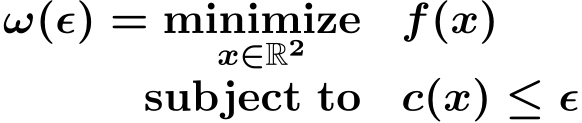 ω(ϵ) = minimize f(x)
x∈ℝ²
subject to c(x) ≤ ϵ